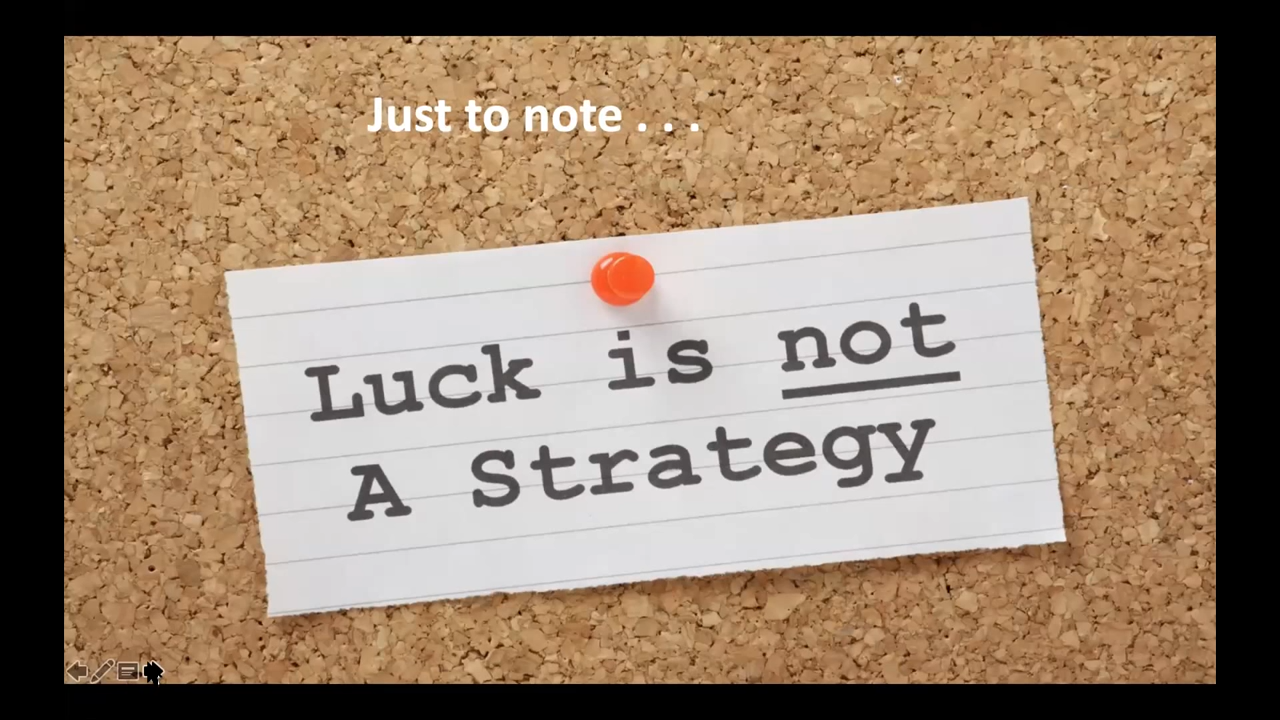 Just to note . . .
Luck is not
A Strategy